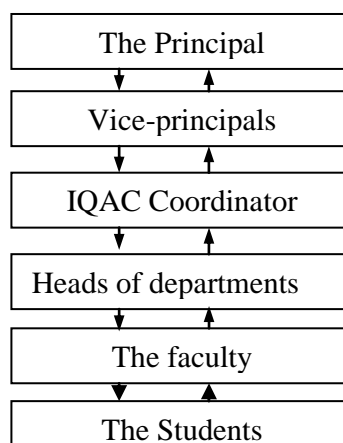 The Principal
Vice-principals
IQAC Coordinator
Heads of departments
The faculty
The Students